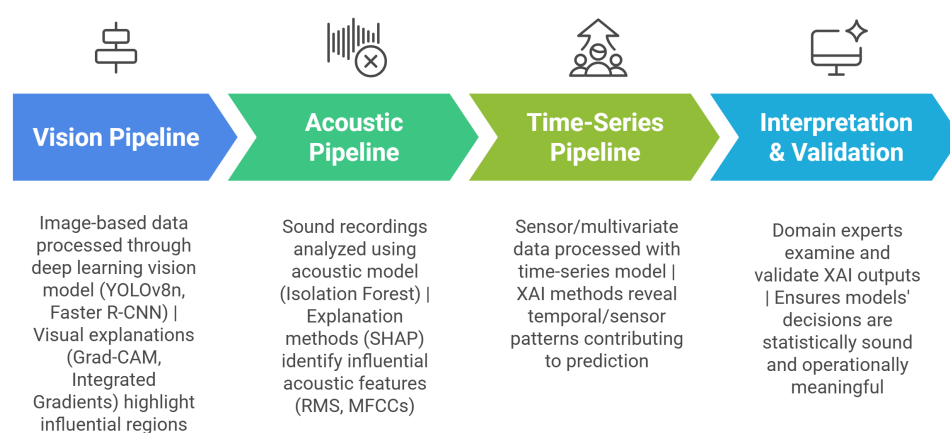 Vision Pipeline
Acoustic
Pipeline
Time-Series
Pipeline
Interpretation
& Validation
Image-based data
processed through
deep learning vision
model (YOLOv8n,
Faster R-CNN) |
Visual explanations
(Grad-CAM,
Integrated
Gradients) highlight
influential regions
Sound recordings
analyzed using
acoustic model
(Isolation Forest) |
Explanation
methods (SHAP)
identify influential
acoustic features
(RMS, MFCCs)
Sensor/multivariate
data processed with
time-series model |
XAI methods reveal
temporal/sensor
patterns contributing
to prediction
Domain experts
examine and
validate XAI outputs
| Ensures models'
decisions are
statistically sound
and operationally
meaningful